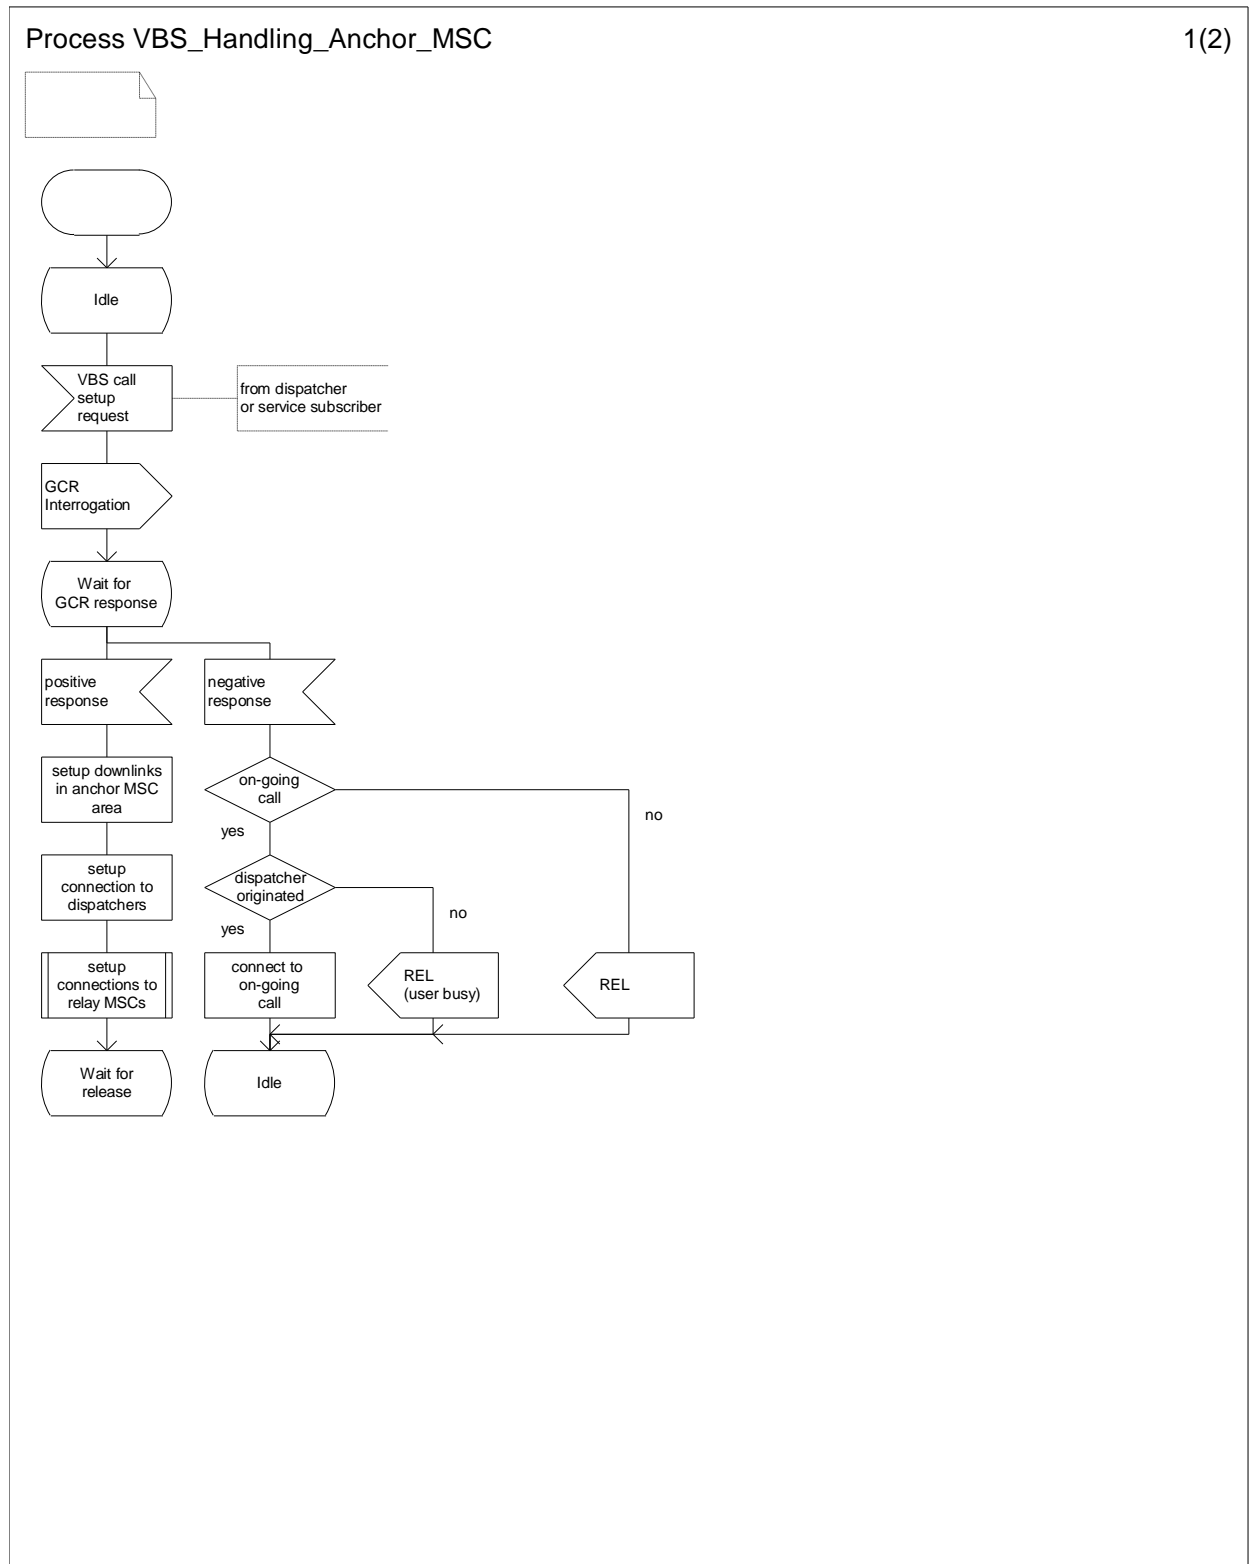 Process VBS_Handling_Anchor_MSC
1(2)
Idle
VBS call
setup
request
from dispatcher
or service subscriber
GCR
Interrogation
Wait for
GCR response
positive
response
negative
response
setup downlinks
in anchor MSC
area
on-going
call
no
yes
setup
connection to
dispatchers
dispatcher
originated
no
yes
setup
connections to
relay MSCs
connect to
on-going
call
REL
(user busy)
REL
Wait for
release
Idle